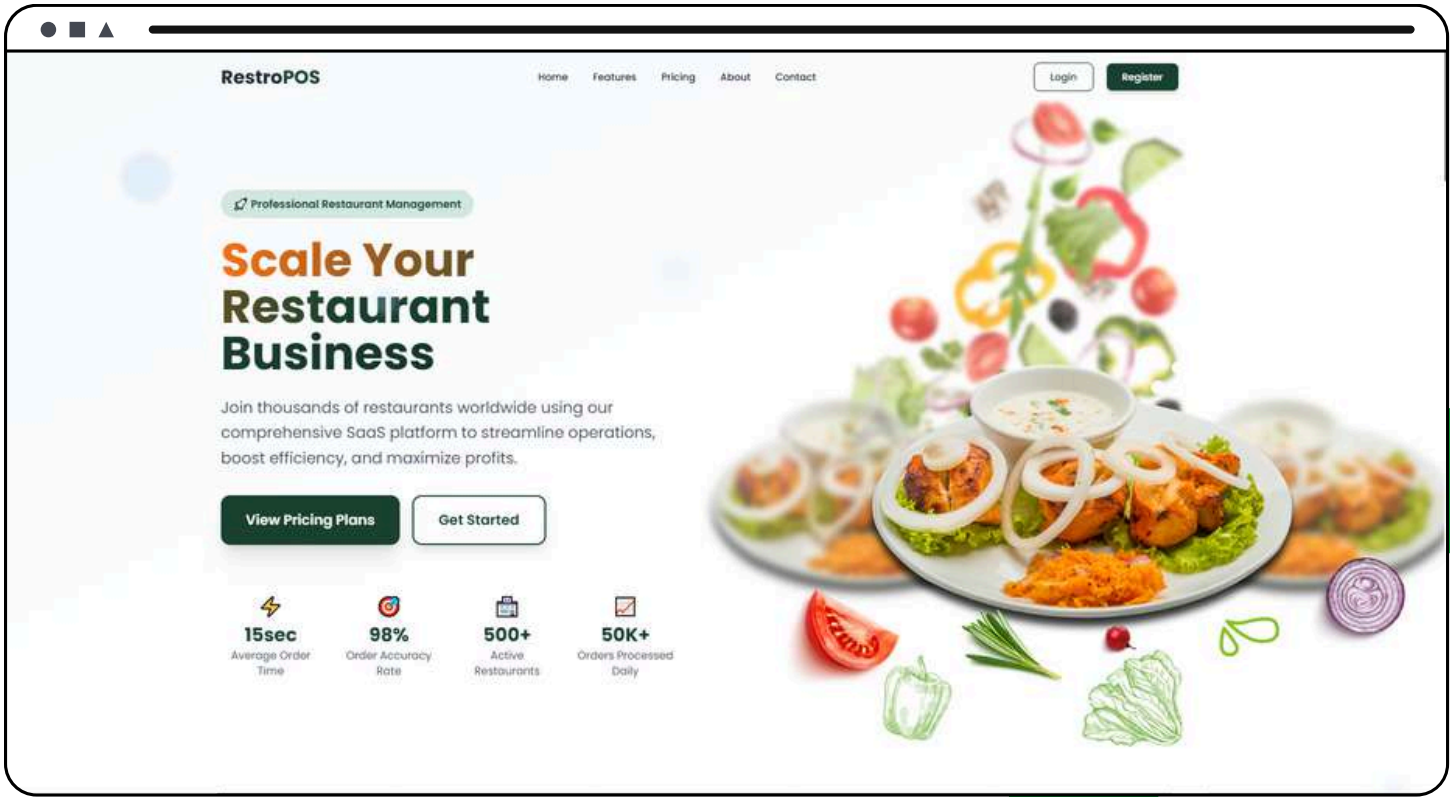 RestroPOS
Home Features Pricing About Contact
Login Register
Professional Restaurant Management
Scale Your
Restaurant
Business
Join thousands of restaurants worldwide using our
comprehensive SaaS platform to streamline operations,
boost efficiency, and maximize profits.
View Pricing Plans Get Started
15sec 98% 500+ 50K+
Average Order Order Accuracy Active Orders Processed
Time Rate Restaurants Daily